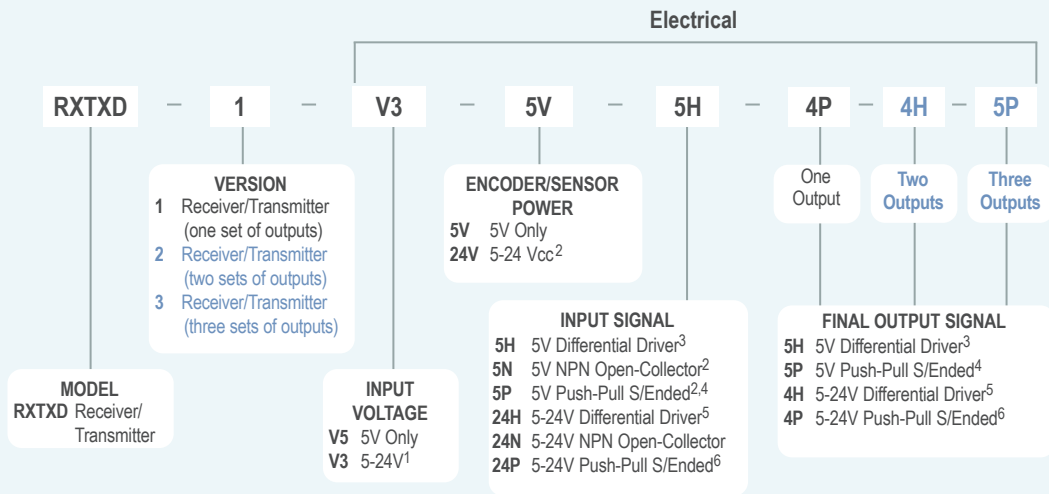 Electrical
RXTXD – 1 – V3 – 5V – 5H – 4P – 4H – 5P
VERSION
1 Receiver/Transmitter
(one set of outputs)
2 Receiver/Transmitter
(two sets of outputs)
3 Receiver/Transmitter
(three sets of outputs)
ENCODER/SENSOR
POWER
5V 5V Only
24V 5-24 Vcc2
One
Output
Two
Outputs
Three
Outputs
MODEL
RXTXD Receiver/
Transmitter
INPUT
VOLTAGE
V5 5V Only
V3 5-24V1
INPUT SIGNAL
5H 5V Differential Driver3
5N 5V NPN Open-Collector2
5P 5V Push-Pull S/Ended2,4
24H 5-24V Differential Driver5
24N 5-24V NPN Open-Collector
24P 5-24V Push-Pull S/Ended6
FINAL OUTPUT SIGNAL
5H 5V Differential Driver3
5P 5V Push-Pull S/Ended4
4H 5-24V Differential Driver5
4P 5-24V Push-Pull S/Ended6